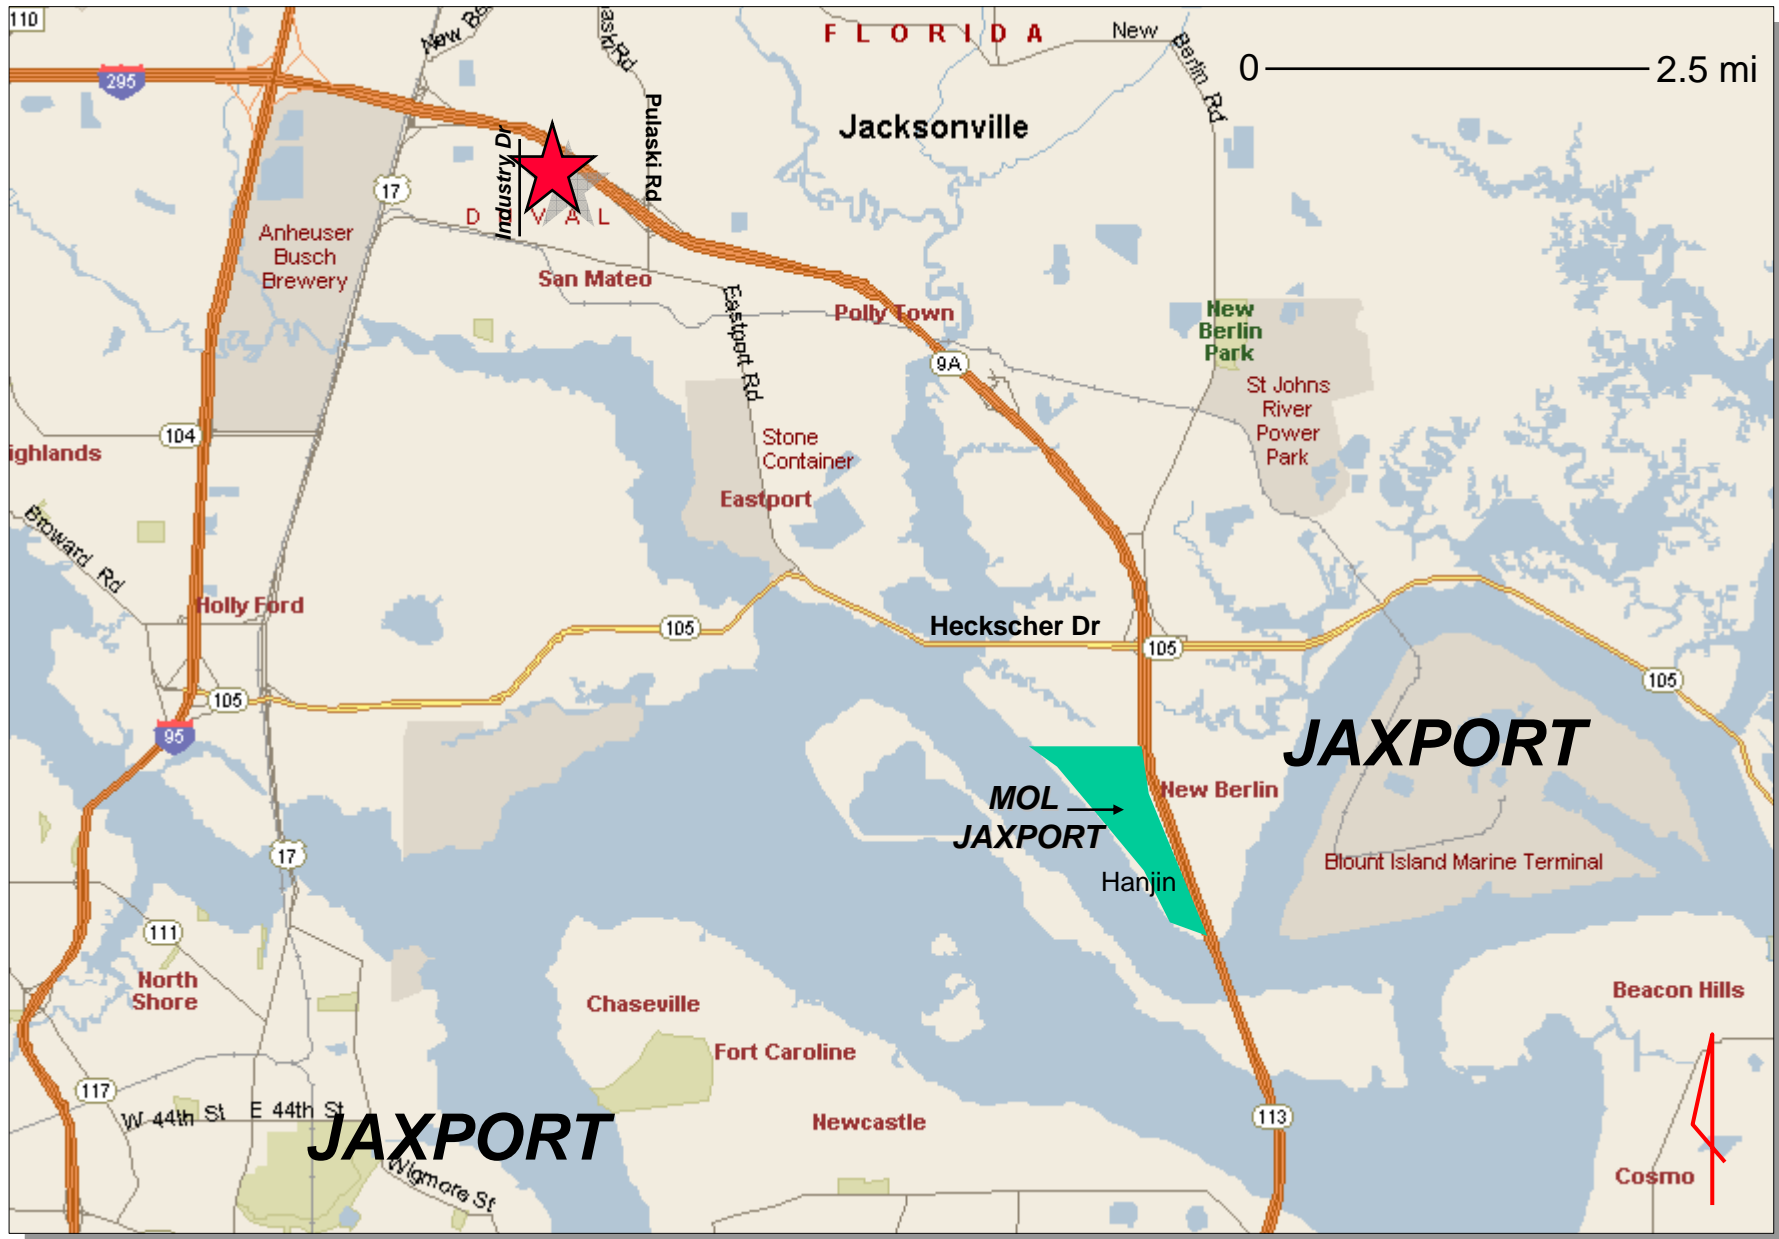 110
New Be
aski Rd
FLORIDA
New
Berlin Rd
0
2.5 mi
295
Industry Dr
Pulaski Rd
Jacksonville
17
D VAL
Anheuser
Busch
Brewery
San Mateo
Eastport Rd
Polly Town
New
Berlin
Park
9A
St Johns
River
Power
Park
104
ighlands
Stone
Container
Eastport
Broward Rd
Holly Ford
105
Heckscher Dr
105
105
105
95
JAXPORT
New Berlin
MOL
JAXPORT
Hanjin
17
Blount Island Marine Terminal
111
North
Shore
Chaseville
Beacon Hills
Fort Caroline
117
W 44th St
E 44th St
JAXPORT
Newcastle
113
Wigmore St
Cosmo